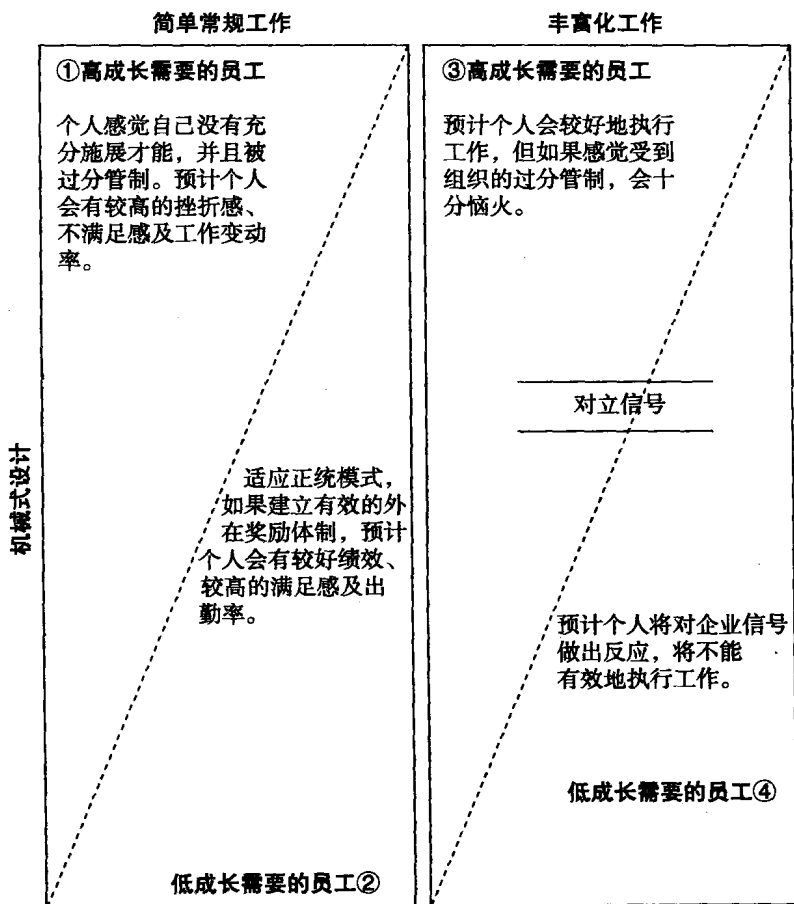 简单常规工作
丰富化工作
机械式设计
①高成长需要的员工
个人感觉自己没有充
分施展才能，并且被
过分管制。预计个人
会有较高的挫折感、
不满足感及工作变动
率。
适应正统模式，
如果建立有效的外
在奖励体制，预计
个人会有较好绩效、
较高的满足感及出
勤率。
低成长需要的员工②
③高成长需要的员工
预计个人会较好地执行
工作，但如果感觉受到
组织的过分管制，会十
分恼火。
对立信号
预计个人将对企业信号
做出反应，将不能
有效地执行工作。
低成长需要的员工④